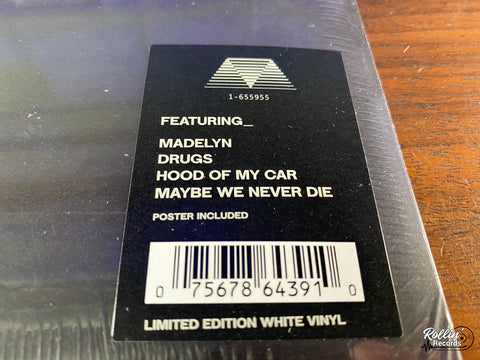 1-655955
FEATURING_
MADELYN
DRUGS
HOOD OF MY CAR
MAYBE WE NEVER DIE
POSTER INCLUDED
0 75678 64391 0
LIMITED EDITION WHITE VINYL
Rollin'
Records